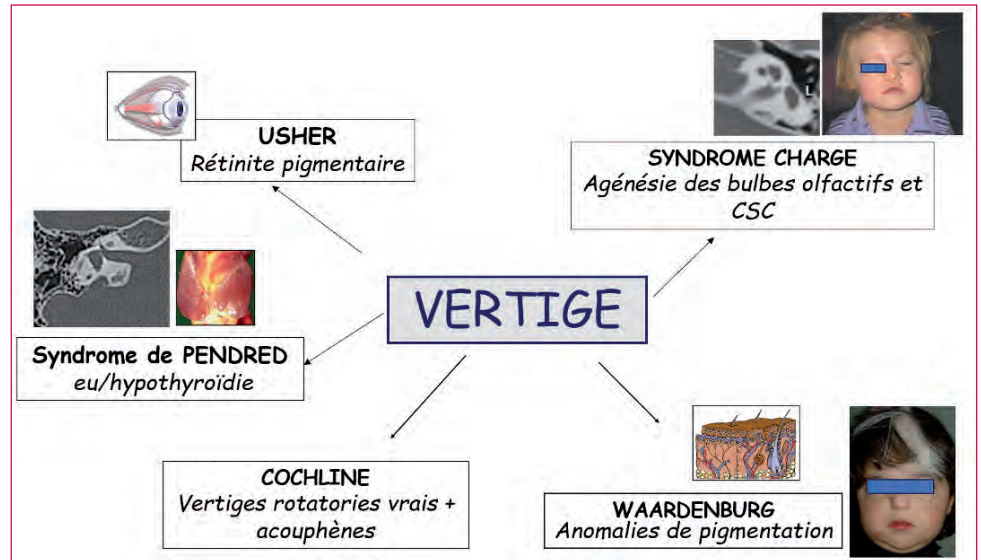 USHER
Rétinite pigmentaire
L
SYNDROME CHARGE
Agénésie des bulbes olfactifs et
CSC
VERTIGE
Syndrome de PENDRED
eu/hypothyroïdie
COCHLINE
Vertiges rotatories vrais +
acouphènes
WAARDENBURG
Anomalies de pigmentation